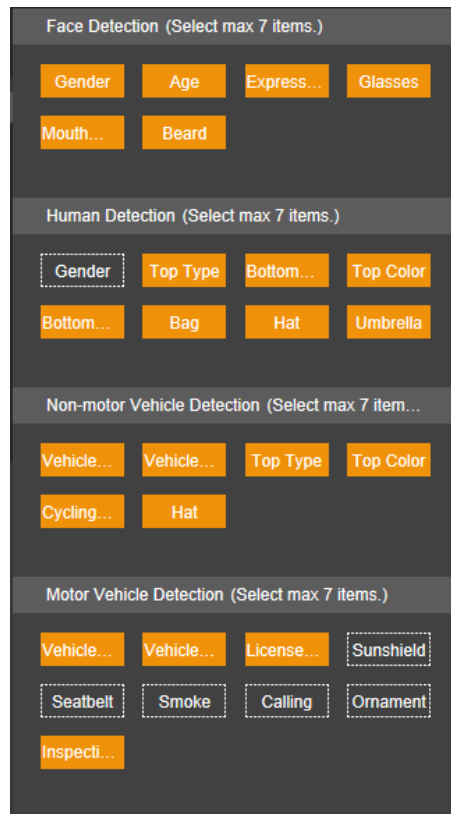 Face Detection (Select max 7 items.)
Gender Age Express... Glasses
Mouth... Beard
Human Detection (Select max 7 items.)
Gender Top Type Bottom... Top Color
Bottom... Bag Hat Umbrella
Non-motor Vehicle Detection (Select max 7 item...
Vehicle... Vehicle... Top Type Top Color
Cycling... Hat
Motor Vehicle Detection (Select max 7 items.)
Vehicle... Vehicle... License... Sunshield
Seatbelt Smoke Calling Ornament
Inspecti...